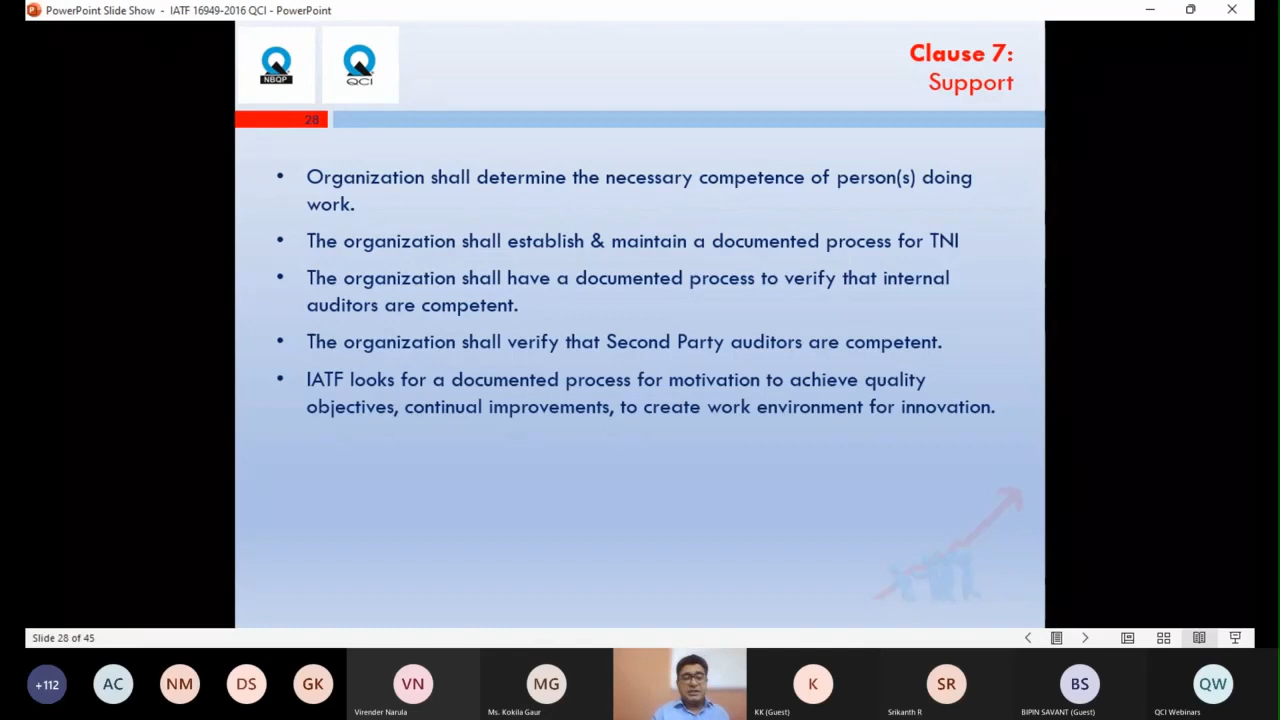 PowerPoint Slide Show - IATF 16949-2016 QCI - PowerPoint
NBQP
QCI
Clause 7:
Support
28
• Organization shall determine the necessary competence of person(s) doing
work.
• The organization shall establish & maintain a documented process for TNI
• The organization shall have a documented process to verify that internal
auditors are competent.
• The organization shall verify that Second Party auditors are competent.
• IATF looks for a documented process for motivation to achieve quality
objectives, continual improvements, to create work environment for innovation.
Slide 28 of 45
+112
AC
NM
DS
GK
VN
MG
K
SR
BS
QW
Virender Narula
Ms. Kokila Gaur
KK (Guest)
Srikanth R
BIPIN SAVANT (Guest)
QCI Webinars